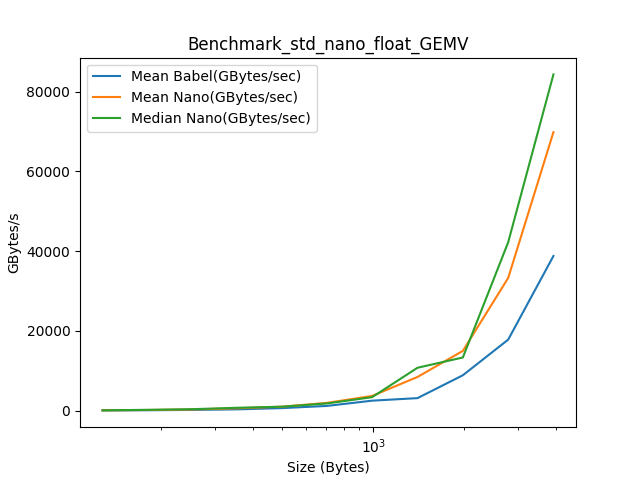 Benchmark_std_nano_float_GEMV
Mean Babel(GBytes/sec)
Mean Nano(GBytes/sec)
Median Nano(GBytes/sec)
80000
60000
40000
20000
0
GBytes/s
10³
Size (Bytes)